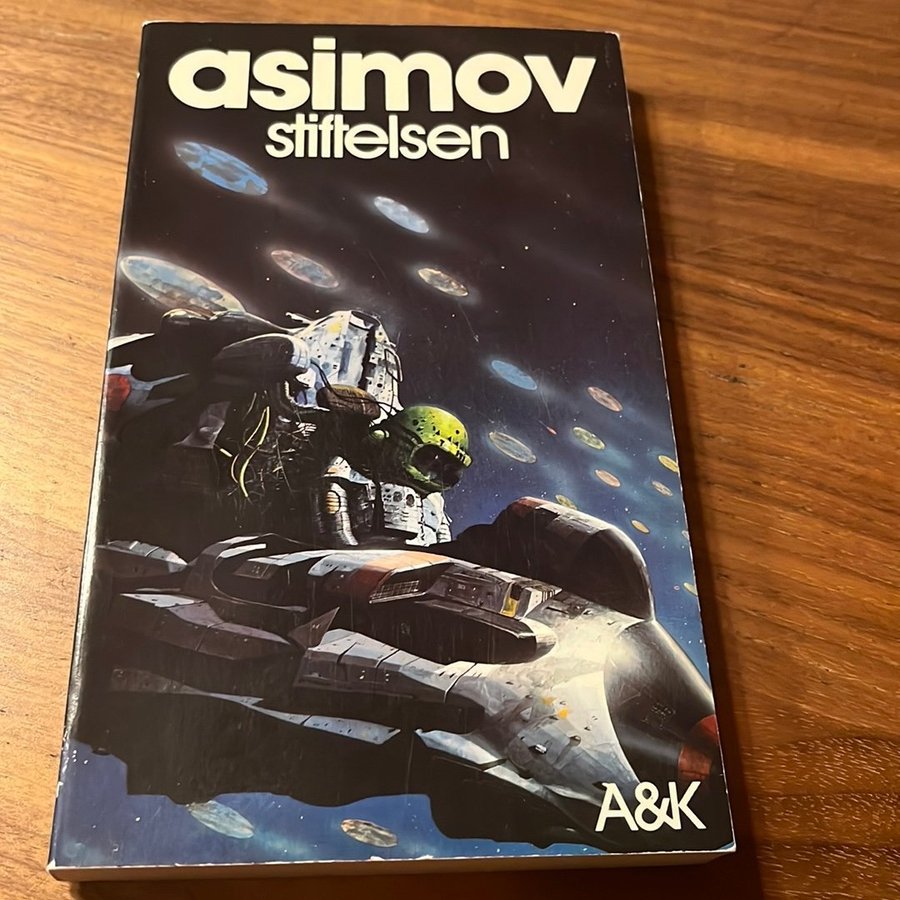 asimov
stiftelsen
A&K